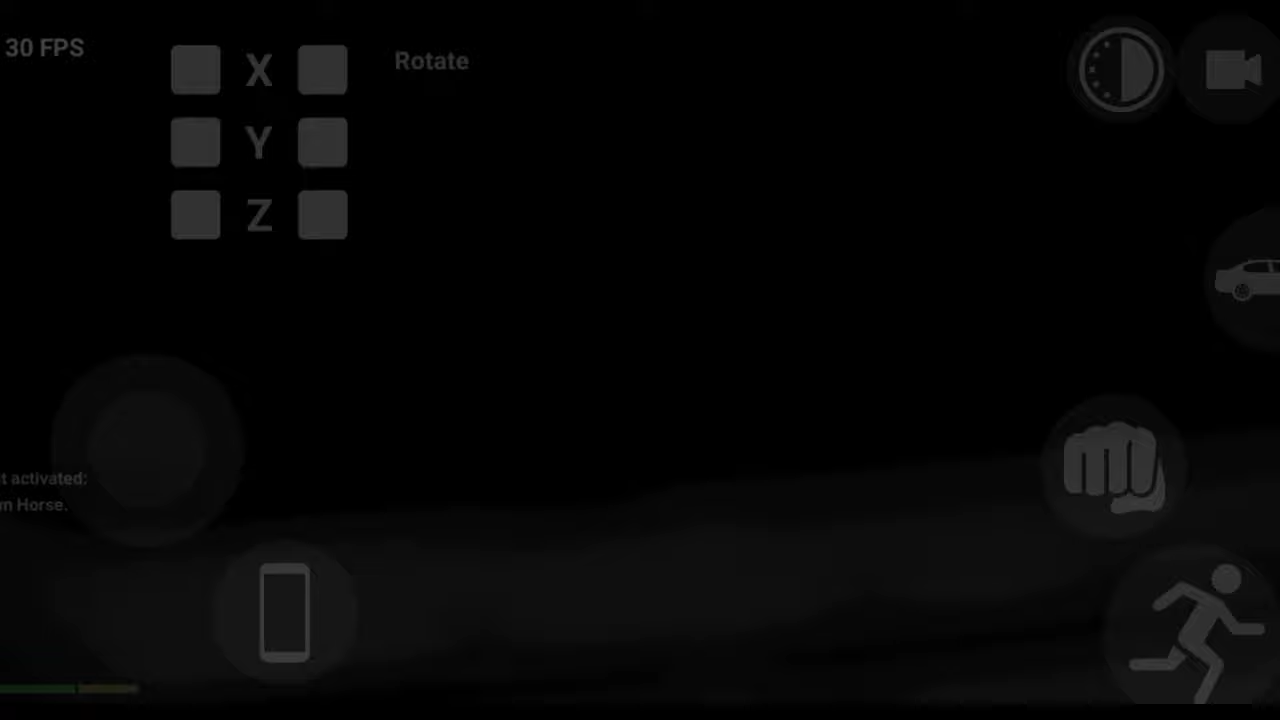 30 FPS
X
Rotate
Y
Z
t activated:
n Horse.